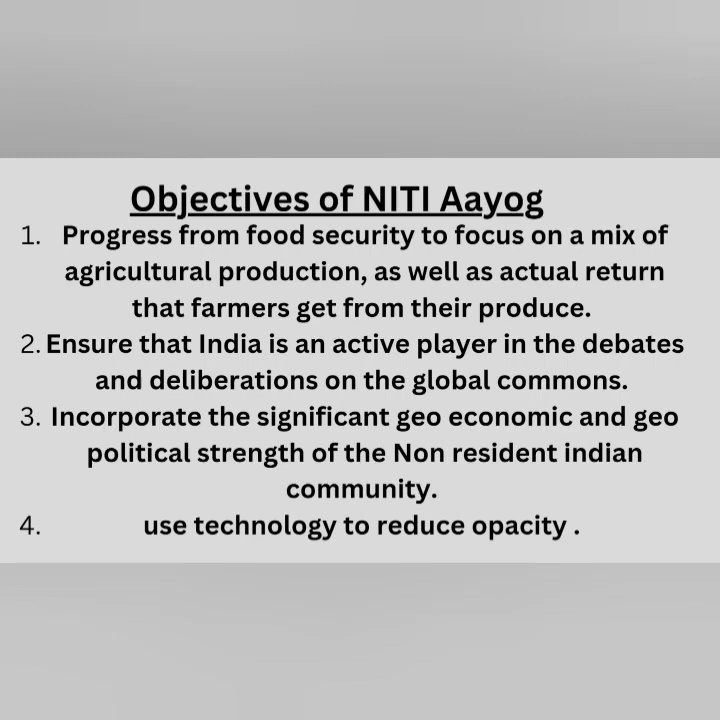 Objectives of NITI Aayog
1. Progress from food security to focus on a mix of
agricultural production, as well as actual return
that farmers get from their produce.
2. Ensure that India is an active player in the debates
and deliberations on the global commons.
3. Incorporate the significant geo economic and geo
political strength of the Non resident indian
community.
4. use technology to reduce opacity .